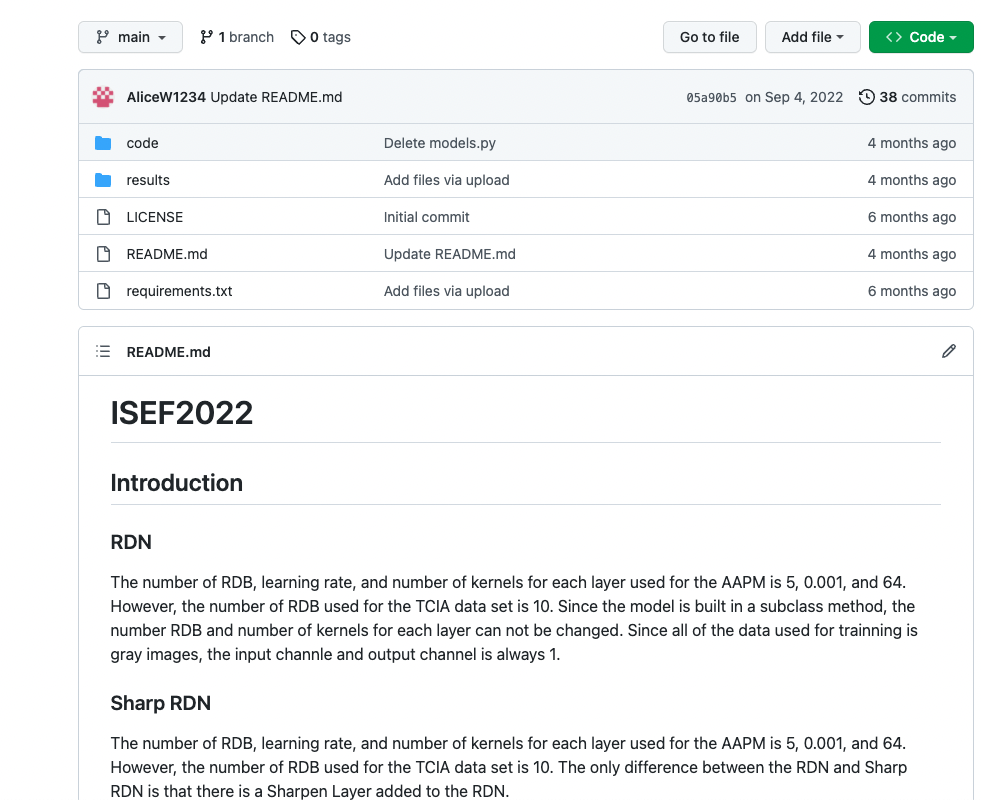 main 1 branch 0 tags Go to file Add file Code
AliceW1234 Update README.md 05a90b5 on Sep 4, 2022 38 commits
code Delete models.py 4 months ago
results Add files via upload 4 months ago
LICENSE Initial commit 6 months ago
README.md Update README.md 4 months ago
requirements.txt Add files via upload 6 months ago
README.md
ISEF2022
Introduction
RDN
The number of RDB, learning rate, and number of kernels for each layer used for the AAPM is 5, 0.001, and 64.
However, the number of RDB used for the TCIA data set is 10. Since the model is built in a subclass method, the
number RDB and number of kernels for each layer can not be changed. Since all of the data used for trainning is
gray images, the input channle and output channel is always 1.
Sharp RDN
The number of RDB, learning rate, and number of kernels for each layer used for the AAPM is 5, 0.001, and 64.
However, the number of RDB used for the TCIA data set is 10. The only difference between the RDN and Sharp
RDN is that there is a Sharpen Layer added to the RDN.